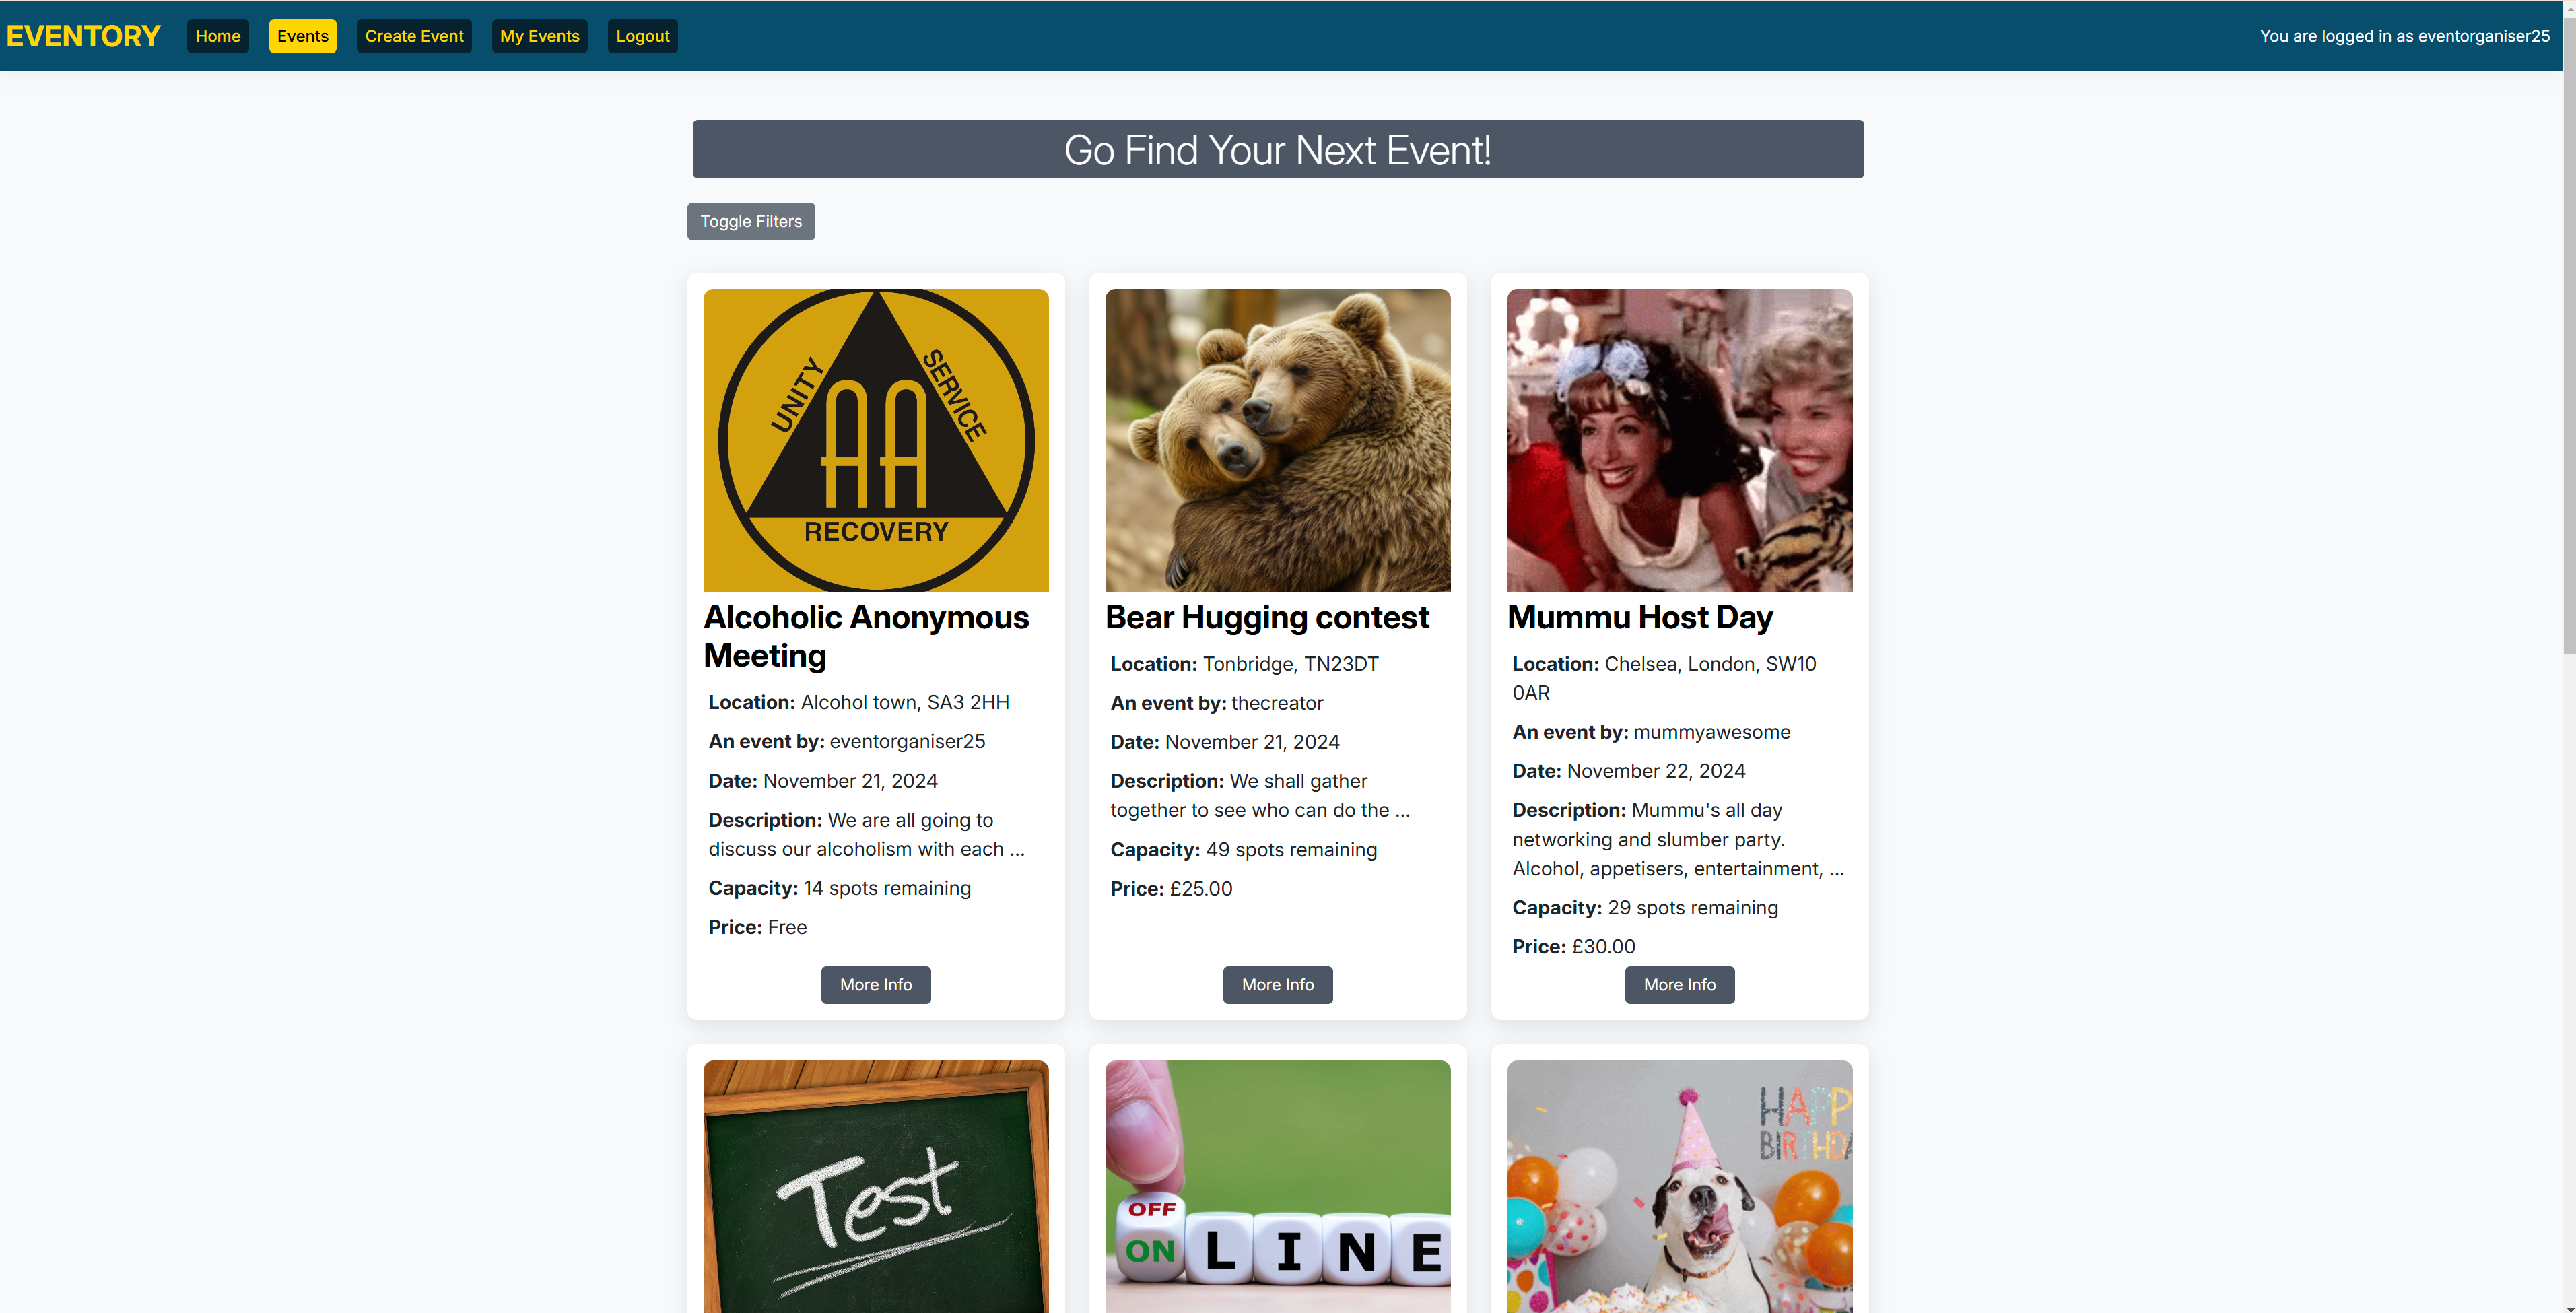 EVENTORY
Home
Events
Create Event
My Events
Logout
You are logged in as eventorganiser25
Go Find Your Next Event!
Toggle Filters
UNITY
SERVICE
AA
RECOVERY
Alcoholic Anonymous
Meeting
Location: Alcohol town, SA3 2HH
An event by: eventorganiser25
Date: November 21, 2024
Description: We are all going to
discuss our alcoholism with each ...
Capacity: 14 spots remaining
Price: Free
More Info
Bear Hugging contest
Location: Tonbridge, TN23DT
An event by: thecreator
Date: November 21, 2024
Description: We shall gather
together to see who can do the ...
Capacity: 49 spots remaining
Price: £25.00
More Info
Mummu Host Day
Location: Chelsea, London, SW10
0AR
An event by: mummyawesome
Date: November 22, 2024
Description: Mummu's all day
networking and slumber party.
Alcohol, appetisers, entertainment, ...
Capacity: 29 spots remaining
Price: £30.00
More Info
Test
OFF
ON LINE
HAPP
BIRTHDA